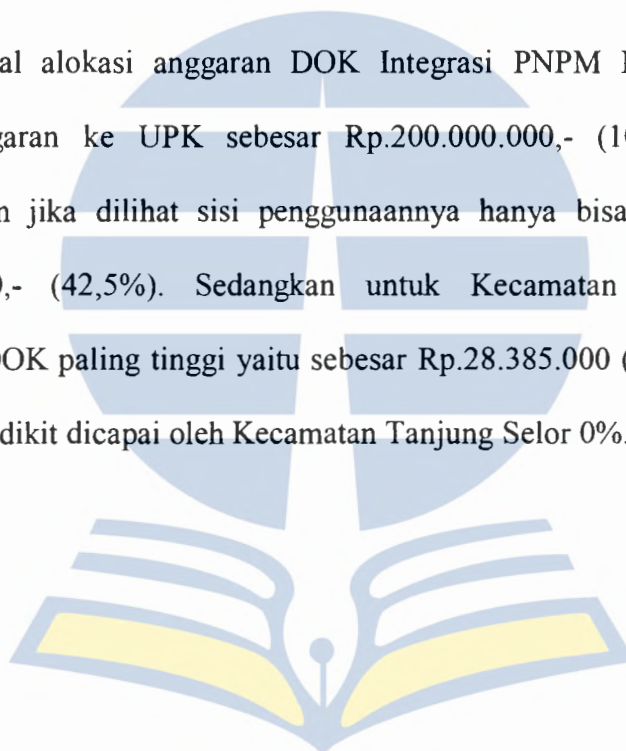 al alokasi anggaran DOK Integrasi PNPM
garan ke UPK sebesar Rp.200.000.000,-
n jika dilihat sisi penggunaannya hanya bisa
,- (42,5%). Sedangkan untuk Kecamatan
OK paling tinggi yaitu sebesar Rp.28.385.000
dikit dicapai oleh Kecamatan Tanjung Selor 0%.